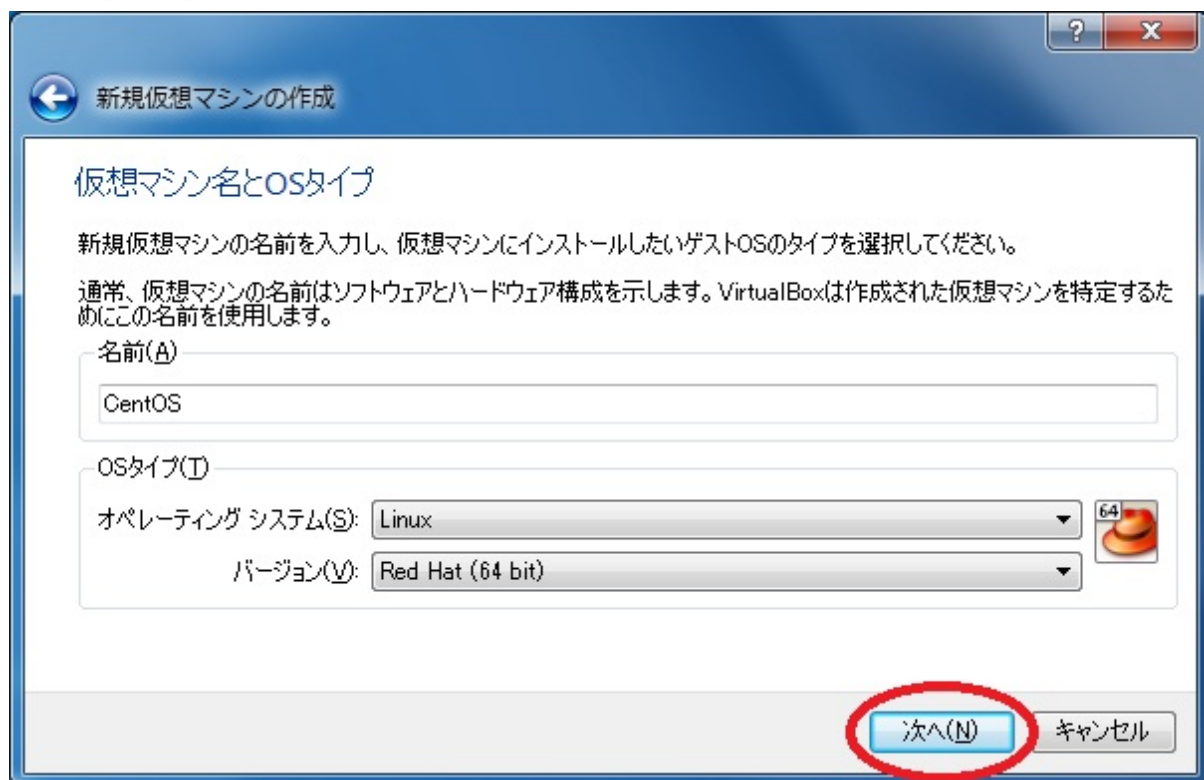 ?
x
新規仮想マシンの作成
仮想マシン名とOSタイプ
新規仮想マシンの名前を入力し、仮想マシンにインストールしたいゲストOSのタイプを選択してください。
通常、仮想マシンの名前はソフトウェアとハードウェア構成を示します。VirtualBoxは作成された仮想マシンを特定するた
めにこの名前を使用します。
名前(A)
CentOS
OSタイプ(T)
オペレーティング システム(S): Linux
64
バージョン(V): Red Hat (64 bit)
次へ(N) キャンセル